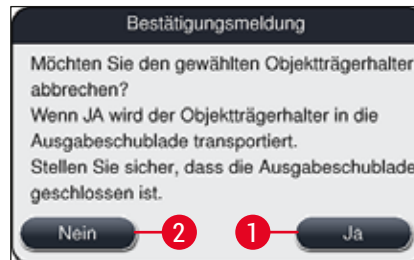 Bestätigungsmeldung
Möchten Sie den gewählten Objektträgerhalter
abbrechen?
Wenn JA wird der Objektträgerhalter in die
Ausgabeschublade transportiert.
Stellen Sie sicher, dass die Ausgabeschublade
geschlossen ist.
Nein 2 1 Ja